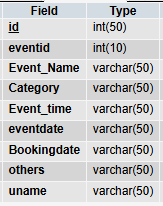 Field Type
id int(50)
eventid int(10)
Event_Name varchar(50)
Category varchar(50)
Event_time varchar(50)
eventdate varchar(50)
Bookingdate varchar(50)
others varchar(50)
uname varchar(50)